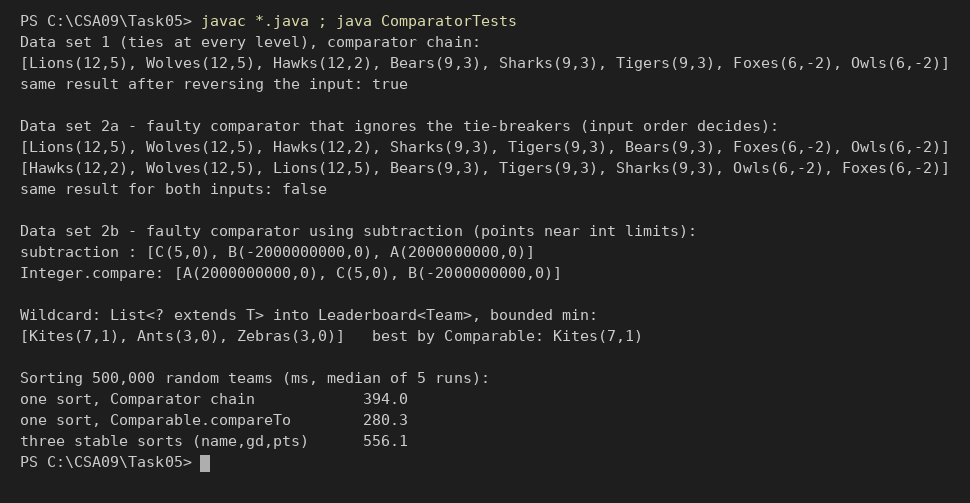 PS C:\CSA09\Task05> javac *.java ; java ComparatorTests
Data set 1 (ties at every level), comparator chain:
[Lions(12,5), Wolves(12,5), Hawks(12,2), Bears(9,3), Sharks(9,3), Tigers(9,3), Foxes(6,-2), Owls(6,-2)]
same result after reversing the input: true

Data set 2a - faulty comparator that ignores the tie-breakers (input order decides):
[Lions(12,5), Wolves(12,5), Hawks(12,2), Sharks(9,3), Tigers(9,3), Bears(9,3), Foxes(6,-2), Owls(6,-2)]
[Hawks(12,2), Wolves(12,5), Lions(12,5), Bears(9,3), Tigers(9,3), Sharks(9,3), Owls(6,-2), Foxes(6,-2)]
same result for both inputs: false

Data set 2b - faulty comparator using subtraction (points near int limits):
subtraction : [C(5,0), B(-2000000000,0), A(2000000000,0)]
Integer.compare: [A(2000000000,0), C(5,0), B(-2000000000,0)]

Wildcard: List<? extends T> into Leaderboard<Team>, bounded min:
[Kites(7,1), Ants(3,0), Zebras(3,0)]   best by Comparable: Kites(7,1)

Sorting 500,000 random teams (ms, median of 5 runs):
one sort, Comparator chain            394.0
one sort, Comparable.compareTo        280.3
three stable sorts (name,gd,pts)      556.1
PS C:\CSA09\Task05>